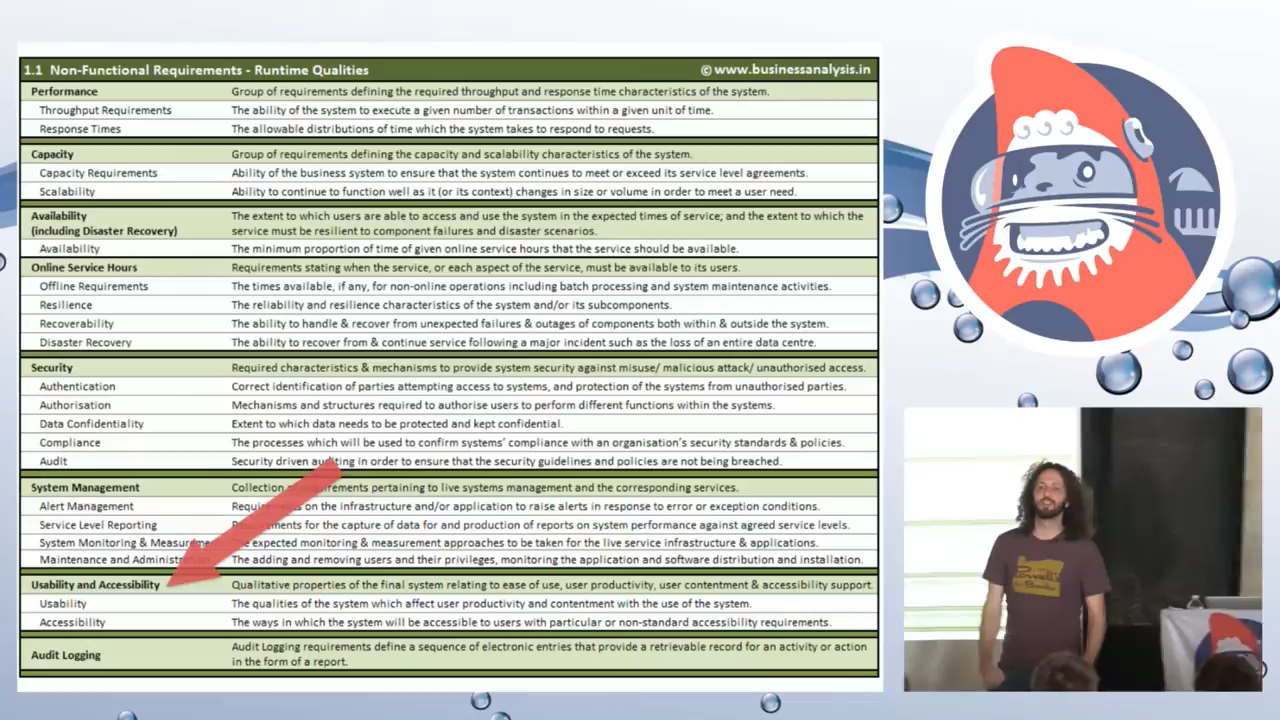 1.1 Non-Functional Requirements - Runtime Qualities © www.businessanalysis.in
Performance Group of requirements defining the required throughput and response time characteristics of the system.
Throughput Requirements The ability of the system to execute a given number of transactions within a given unit of time.
Response Times The allowable distributions of time which the system takes to respond to requests.
Capacity Group of requirements defining the capacity and scalability characteristics of the system.
Capacity Requirements Ability of the business system to ensure that the system continues to meet or exceed its service level agreements.
Scalability Ability to continue to function well as it (or its context) changes in size or volume in order to meet a user need.
Availability The extent to which users are able to access and use the system in the expected times of service; and the extent to which the
(including Disaster Recovery) service must be resilient to component failures and disaster scenarios.
Availability The minimum proportion of time of given online service hours that the service should be available.
Online Service Hours Requirements stating when the service, or each aspect of the service, must be available to its users.
Offline Requirements The times available, if any, for non-online operations including batch processing and system maintenance activities.
Resilience The reliability and resilience characteristics of the system and/or its subcomponents.
Recoverability The ability to handle & recover from unexpected failures & outages of components both within & outside the system.
Disaster Recovery The ability to recover from & continue service following a major incident such as the loss of an entire data centre.
Security Required characteristics & mechanisms to provide system security against misuse/ malicious attack/ unauthorised access.
Authentication Correct identification of parties attempting access to systems, and protection of the systems from unauthorised parties.
Authorisation Mechanisms and structures required to authorise users to perform different functions within the systems.
Data Confidentiality Extent to which data needs to be protected and kept confidential.
Compliance The processes which will be used to confirm systems' compliance with an organisation's security standards & policies.
Audit Security driven auditing in order to ensure that the security guidelines and policies are not being breached.
System Management requirements pertaining to live systems management and the corresponding services.
Alert Management on the infrastructure and/or application to raise alerts in response to error or exception conditions.
Service Level Reporting for the capture of data for and production of reports on system performance against agreed service levels.
System Monitoring & expected monitoring & measurement approaches to be taken for the live service infrastructure & applications.
Maintenance and The adding and removing users and their privileges, monitoring the application and software distribution and installation.
Usability and Accessibility Qualitative properties of the final system relating to ease of use, user productivity, user contentment & accessibility support.
Usability The qualities of the system which affect user productivity and contentment with the use of the system.
Accessibility The ways in which the system will be accessible to users with particular or non-standard accessibility requirements.
Audit Logging Audit Logging requirements define a sequence of electronic entries that provide a retrievable record for an activity or action
in the form of a report.